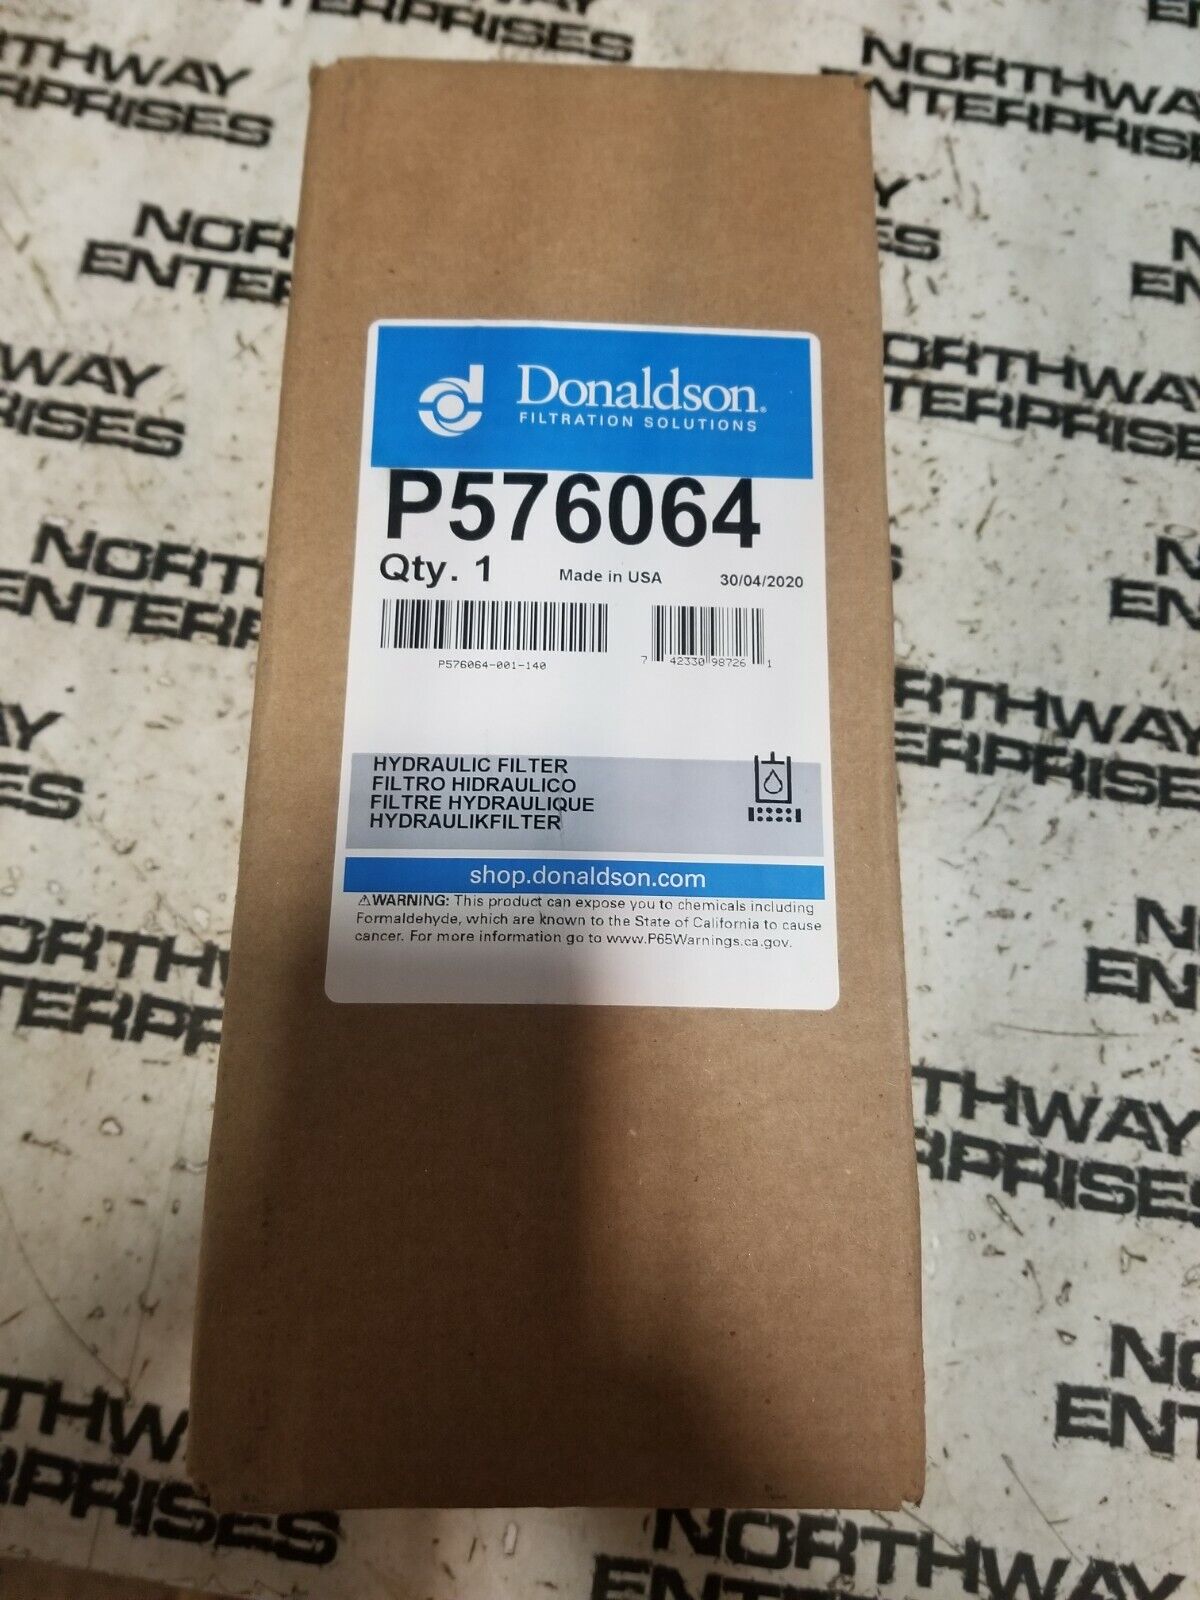 NORTHWAY
ENTERPRISES
Donaldson®
FILTRATION SOLUTIONS
P576064
Qty. 1 Made in USA 30/04/2020
P576064-001-140 7 42330 98726 1
HYDRAULIC FILTER
FILTRO HIDRAULICO
FILTRE HYDRAULIQUE
HYDRAULIKFILTER
shop.donaldson.com
⚠WARNING: This product can expose you to chemicals including
Formaldehyde, which are known to the State of California to cause
cancer. For more information go to www.P65Warnings.ca.gov.